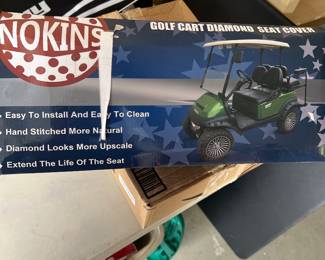 NOKINS
GOLF CART DIAMOND SEAT COVER
Easy To Install And Easy To Clean
Hand Stitched More Natural
Diamond Looks More Upscale
Extend The Life Of The Seat